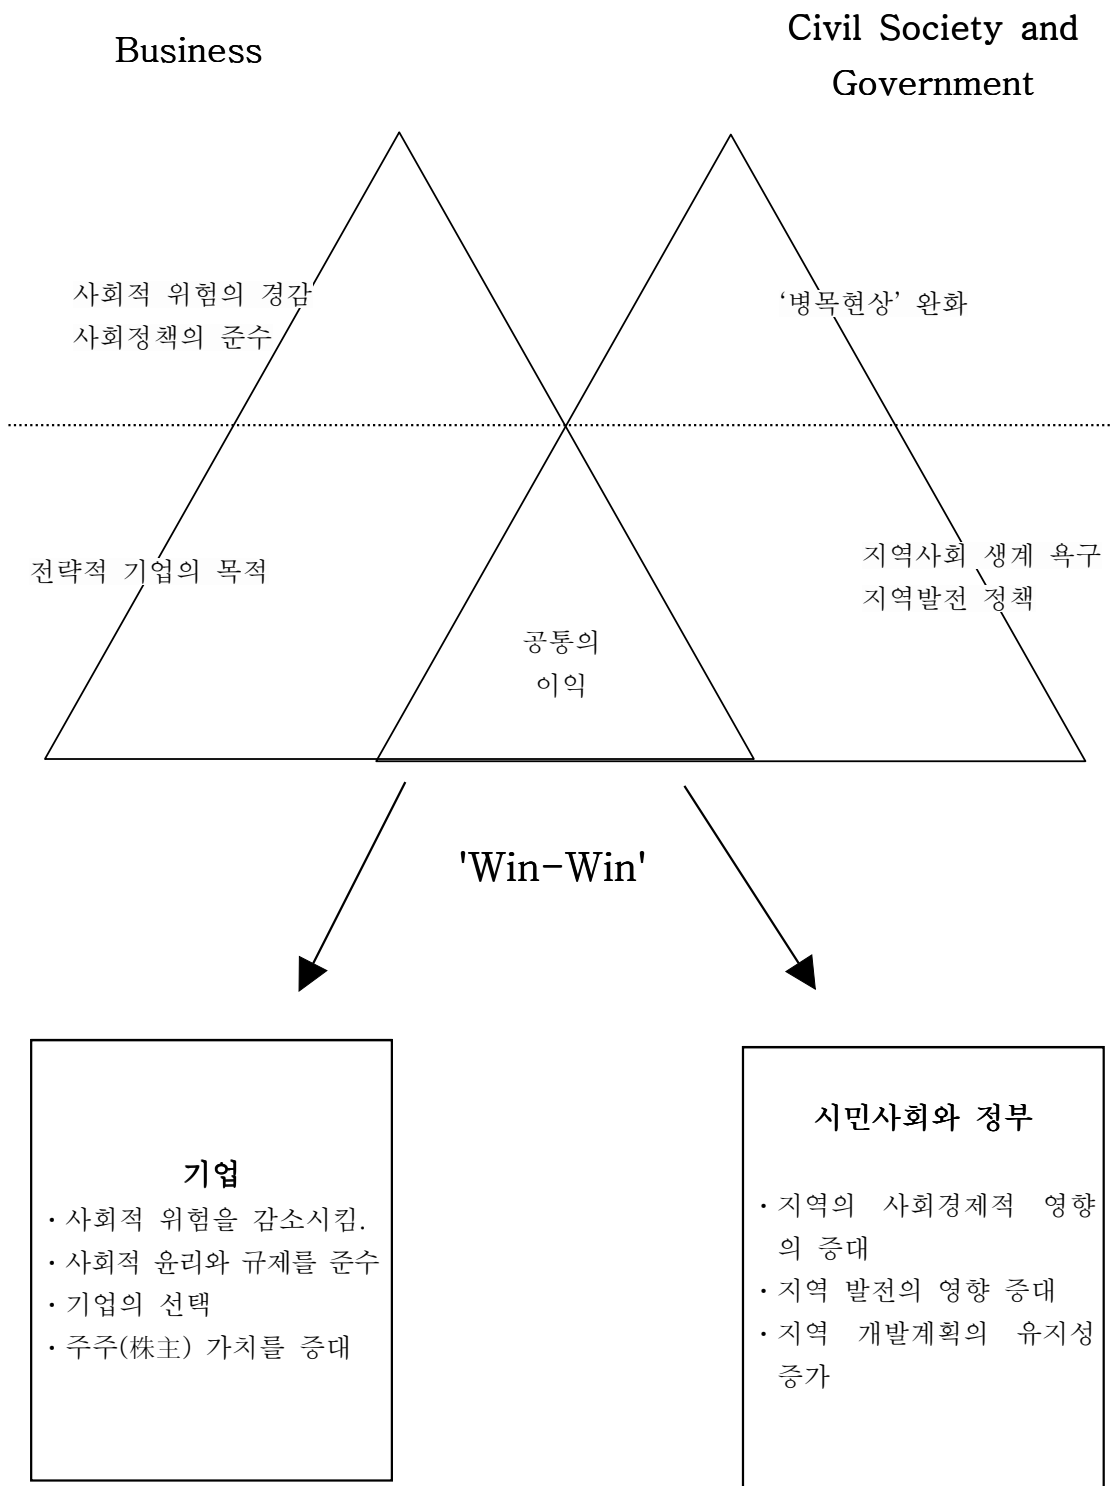 Business
Civil Society and
Government
사회적 위험의 경감
사회정책의 준수
‘병목현상’ 완화
전략적 기업의 목적
지역사회 생계 욕구
지역발전 정책
공통의
이익
'Win-Win'
기업
· 사회적 위험을 감소시킴.
· 사회적 윤리와 규제를 준수
· 기업의 선택
· 주주(株主) 가치를 증대
시민사회와 정부
· 지역의 사회경제적 영향
의 증대
· 지역 발전의 영향 증대
· 지역 개발계획의 유지성
증가